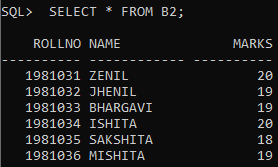 SQL>  SELECT * FROM B2;
    ROLLNO NAME            MARKS
---------- ---------- ----------
   1981031 ZENIL              20
   1981032 JHENIL             19
   1981033 BHARGAVI           19
   1981034 ISHITA             20
   1981035 SAKSHITA           18
   1981036 MISHITA            19